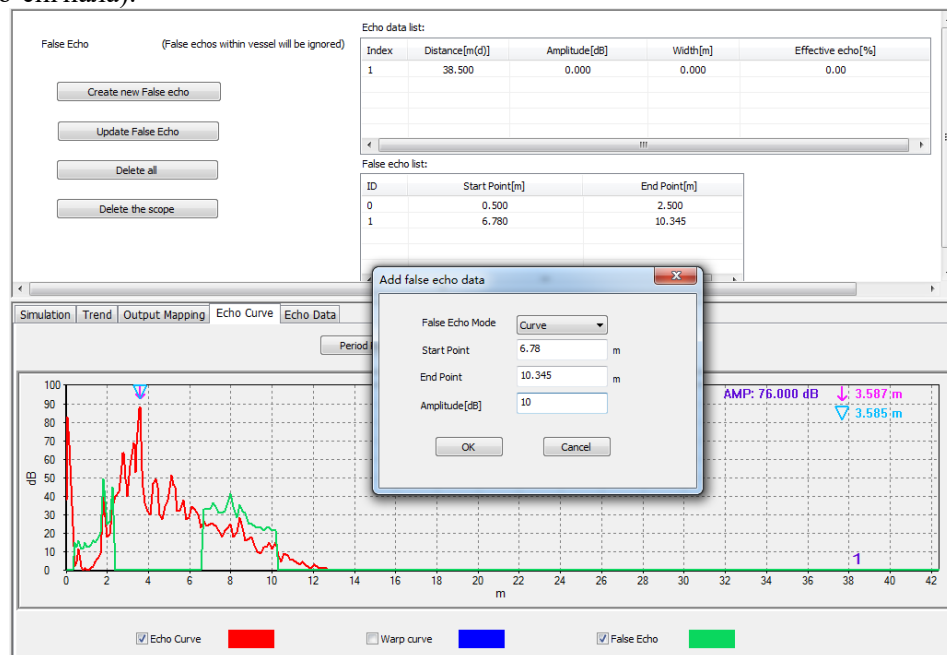 Echo data list:
False Echo (False echos within vessel will be ignored)
Index Distance[m(d)] Amplitude[dB] Width[m] Effective echo[%]
1 38.500 0.000 0.000 0.00
Create new False echo
Update False Echo
Delete all
Delete the scope
False echo list:
ID Start Point[m] End Point[m]
0 0.500 2.500
1 6.780 10.345
Add false echo data
False Echo Mode Curve
Start Point 6.78 m
End Point 10.345 m
Amplitude[dB] 10
OK Cancel
Simulation Trend Output Mapping Echo Curve Echo Data
Period
AMP: 76.000 dB 3.587 m
3.585 m
dB
100
90
80
70
60
50
40
30
20
10
0
1
0 2 4 6 8 10 12 14 16 18 20 22 24 26 28 30 32 34 36 38 40 42
m
Echo Curve Warp curve False Echo